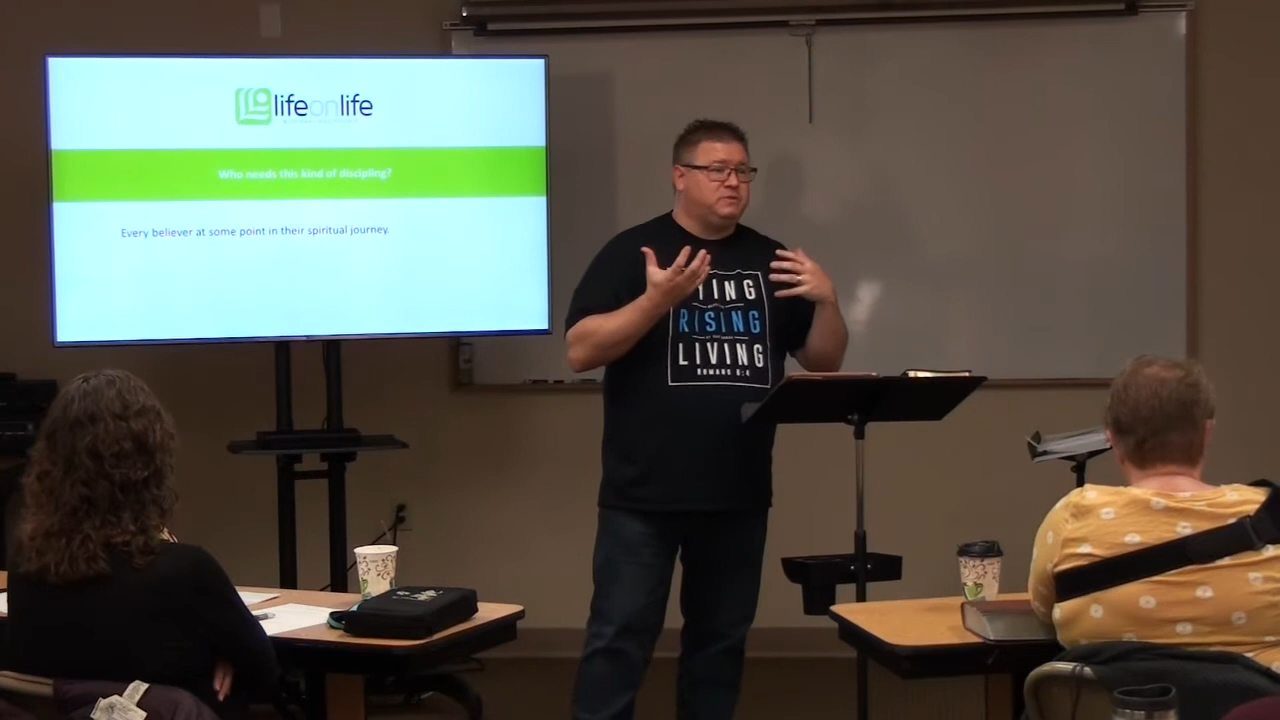 lifeonlife
Who needs this kind of discipling?
Every believer at some point in their spiritual journey.
YING
RISING
LIVING
ROMANS 6:4